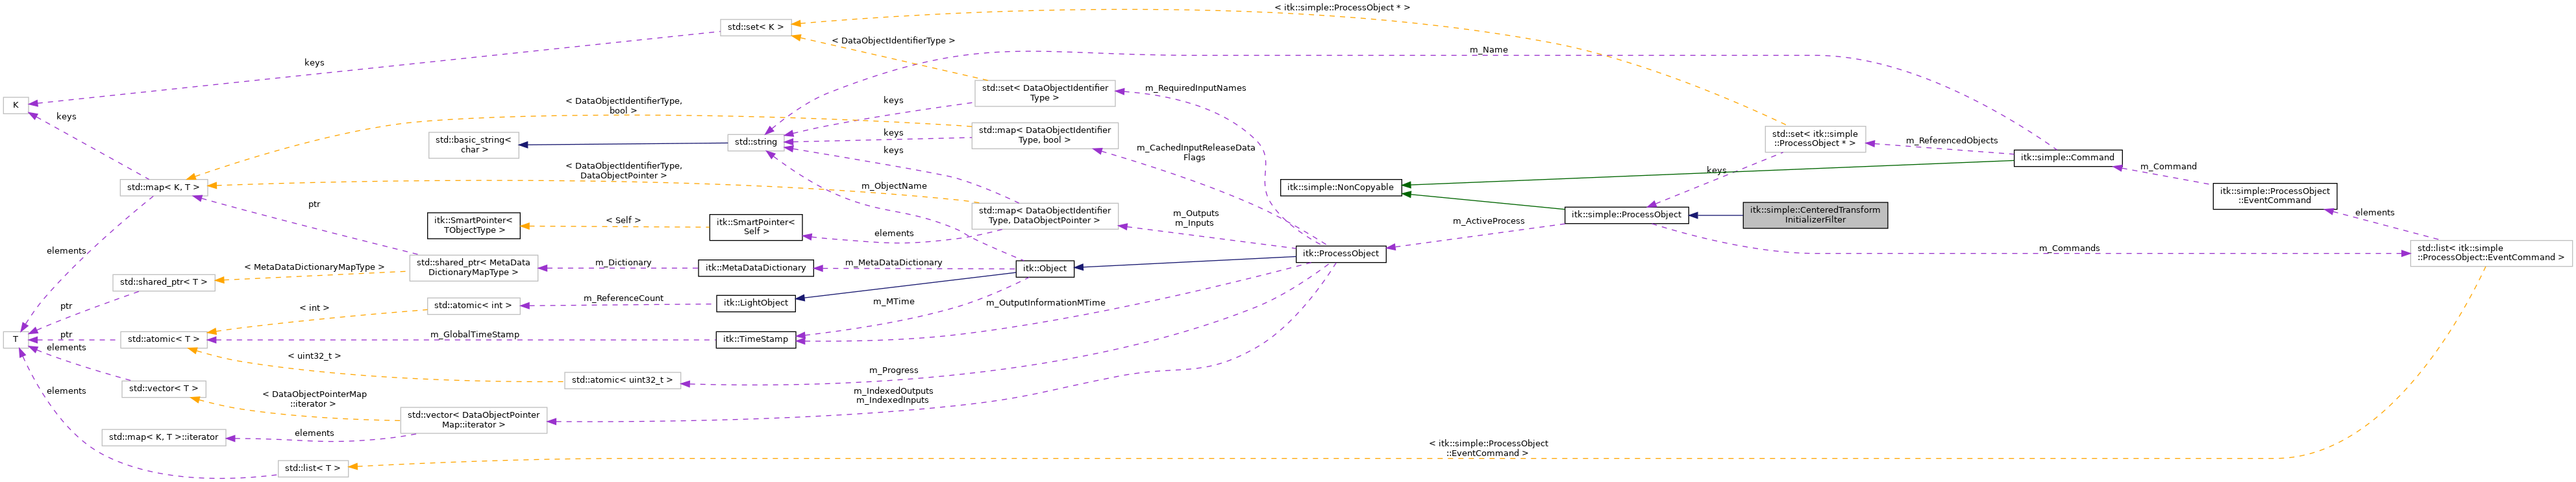 < itk::simple::ProcessObject * >
std::set< K >
< DataObjectIdentifierType >
m_Name
keys
std::set< DataObjectIdentifier
Type >
m_RequiredInputNames
K
keys
< DataObjectIdentifierType,
bool >
keys
std::basic_string<
char >
std::string
keys
keys
std::map< DataObjectIdentifier
Type, bool >
m_CachedInputReleaseData
Flags
std::set< itk::simple
::ProcessObject * >
m_ReferencedObjects
itk::simple::Command
m_Command
std::map< K, T >
< DataObjectIdentifierType,
DataObjectPointer >
m_ObjectName
itk::simple::NonCopyable
keys
itk::simple::ProcessObject
::EventCommand
ptr
itk::SmartPointer<
TObjectType >
< Self >
itk::SmartPointer<
Self >
elements
std::map< DataObjectIdentifier
Type, DataObjectPointer >
m_Outputs
m_Inputs
m_ActiveProcess
itk::simple::ProcessObject
itk::simple::CenteredTransform
InitializerFilter
elements
elements
< MetaDataDictionaryMapType >
std::shared_ptr< MetaData
DictionaryMapType >
m_Dictionary
itk::MetaDataDictionary
m_MetaDataDictionary
itk::Object
itk::ProcessObject
m_Commands
std::list< itk::simple
::ProcessObject::EventCommand >
std::shared_ptr< T >
ptr
< int >
std::atomic< int >
m_ReferenceCount
itk::LightObject
m_MTime
m_OutputInformationMTime
T
ptr
elements
std::atomic< T >
m_GlobalTimeStamp
itk::TimeStamp
< uint32_t >
std::atomic< uint32_t >
m_Progress
elements
std::vector< T >
< DataObjectPointerMap
::iterator >
std::vector< DataObjectPointer
Map::iterator >
m_IndexedOutputs
m_IndexedInputs
std::map< K, T >::iterator
elements
< itk::simple::ProcessObject
::EventCommand >
std::list< T >